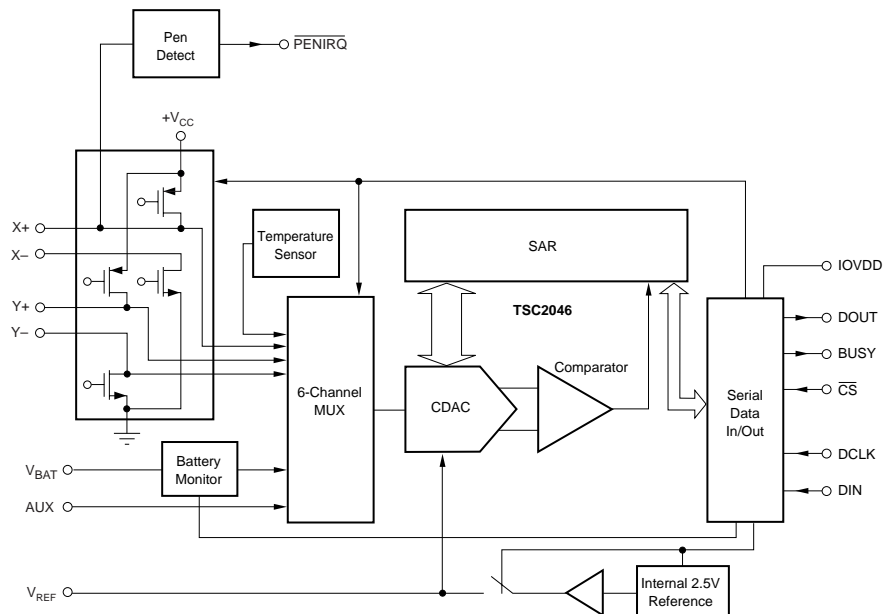 Pen
Detect
PENIRQ
+VCC
X+
X–
Y+
Y–
Temperature
Sensor
SAR
TSC2046
IOVDD
DOUT
BUSY
CS
DCLK
DIN
Serial
Data
In/Out
Comparator
CDAC
6-Channel
MUX
Battery
Monitor
VBAT
AUX
VREF
Internal 2.5V
Reference